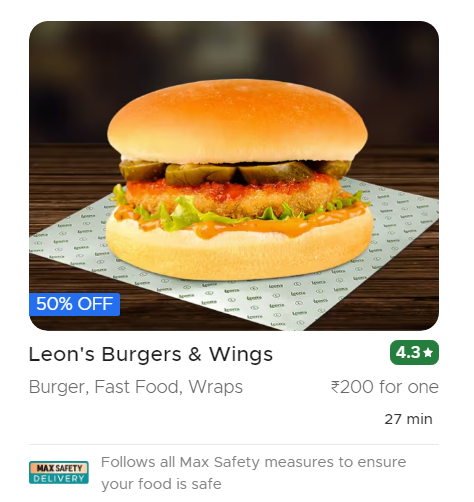 50% OFF
Leon's Burgers & Wings
4.3★
Burger, Fast Food, Wraps
₹200 for one
27 min
MAX SAFETY
DELIVERY
Follows all Max Safety measures to ensure
your food is safe